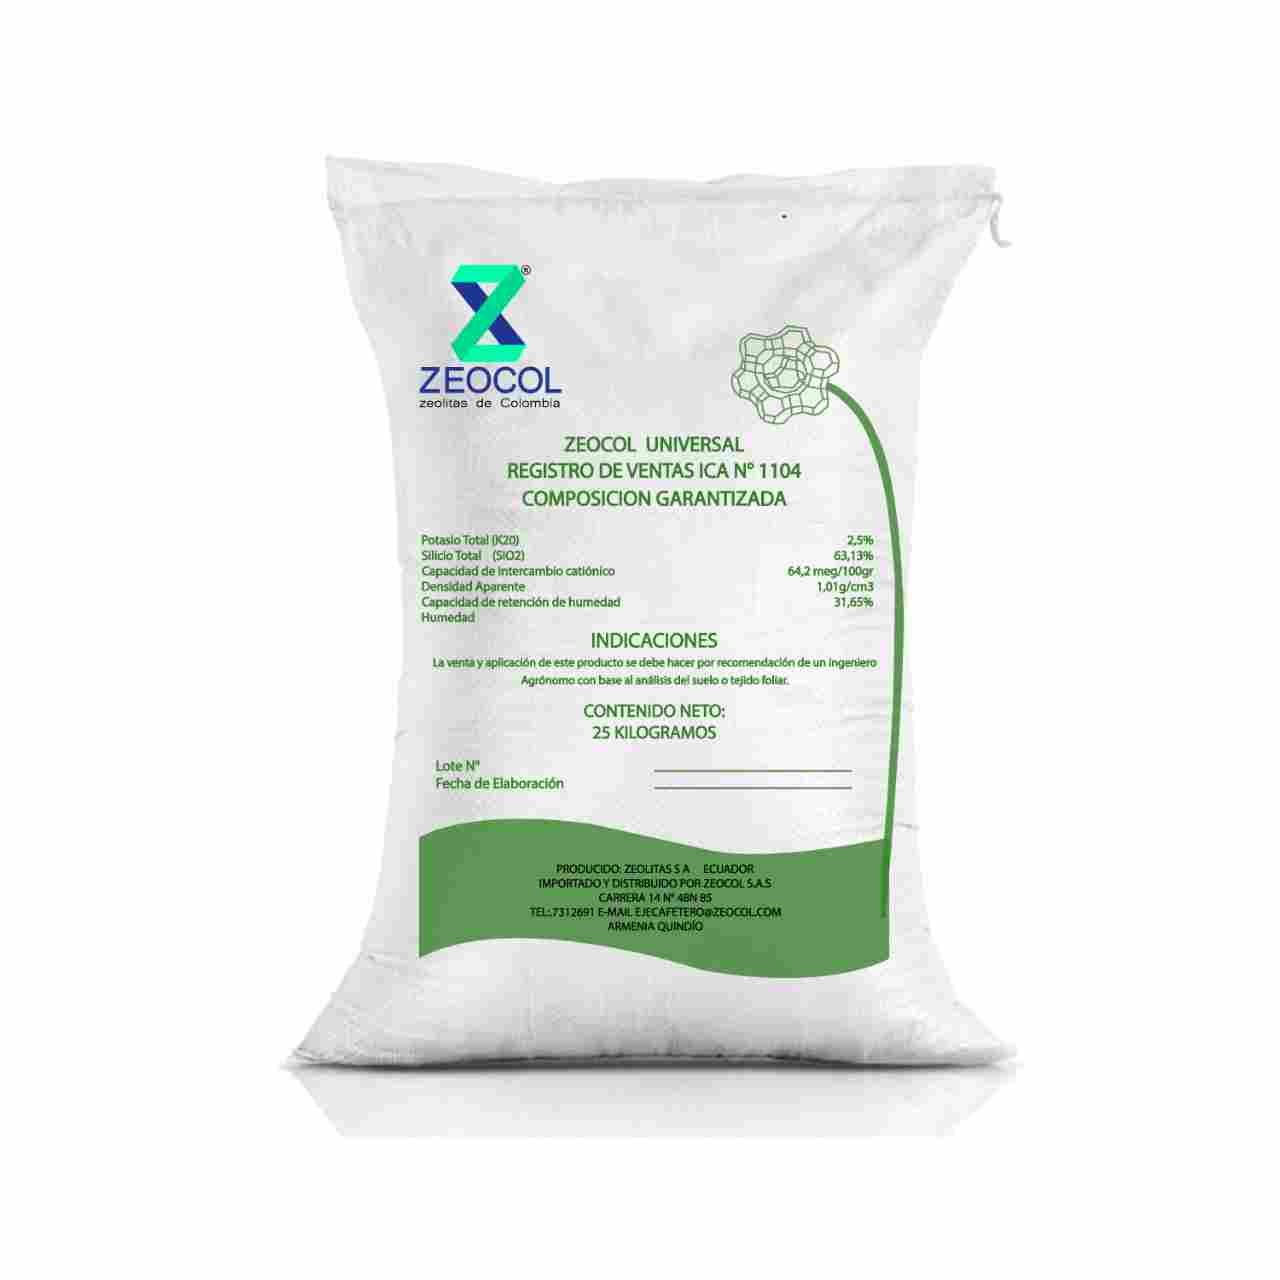 ®
ZEOCOL
zeolitas de Colombia
ZEOCOL UNIVERSAL
REGISTRO DE VENTAS ICA N° 1104
COMPOSICION GARANTIZADA
Potasio Total (K20) 2,5%
Silicio Total (SIO2) 63,13%
Capacidad de Intercambio catiónico 64,2 meg/100gr
Densidad Aparente 1,01g/cm3
Capacidad de retención de humedad 31,65%
Humedad
INDICACIONES
La venta y aplicación de este producto se debe hacer por recomendación de un ingeniero
Agrónomo con base al análisis del suelo o tejido foliar.
CONTENIDO NETO:
25 KILOGRAMOS
Lote N°
Fecha de Elaboración
PRODUCIDO: ZEOLITAS S A ECUADOR
IMPORTADO Y DISTRIBUIDO POR ZEOCOL S.A.S
CARRERA 14 N° 4BN 85
TEL:.7312691 E-MAIL EJECAFETERO@ZEOCOL.COM
ARMENIA QUINDÍO